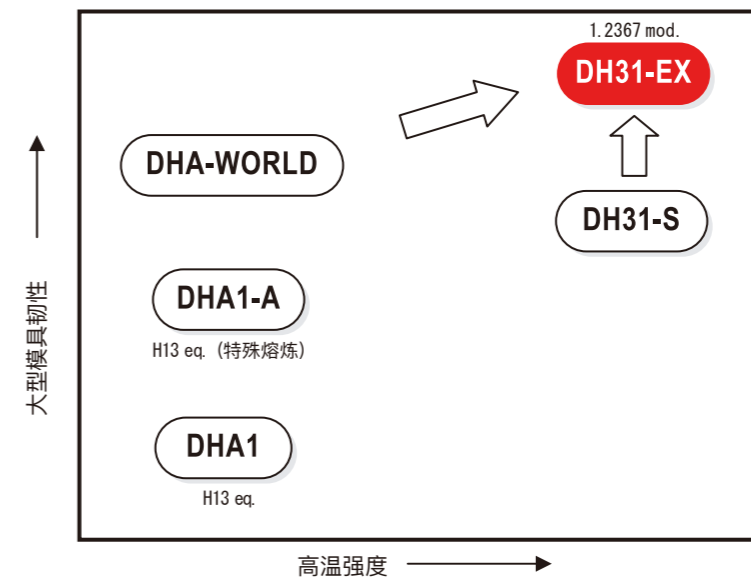 1.2367 mod.
DH31-EX
DHA-WORLD
DH31-S
DHA1-A
H13 eq. (特殊熔炼)
DHA1
H13 eq.
大型模具韧性
高温强度